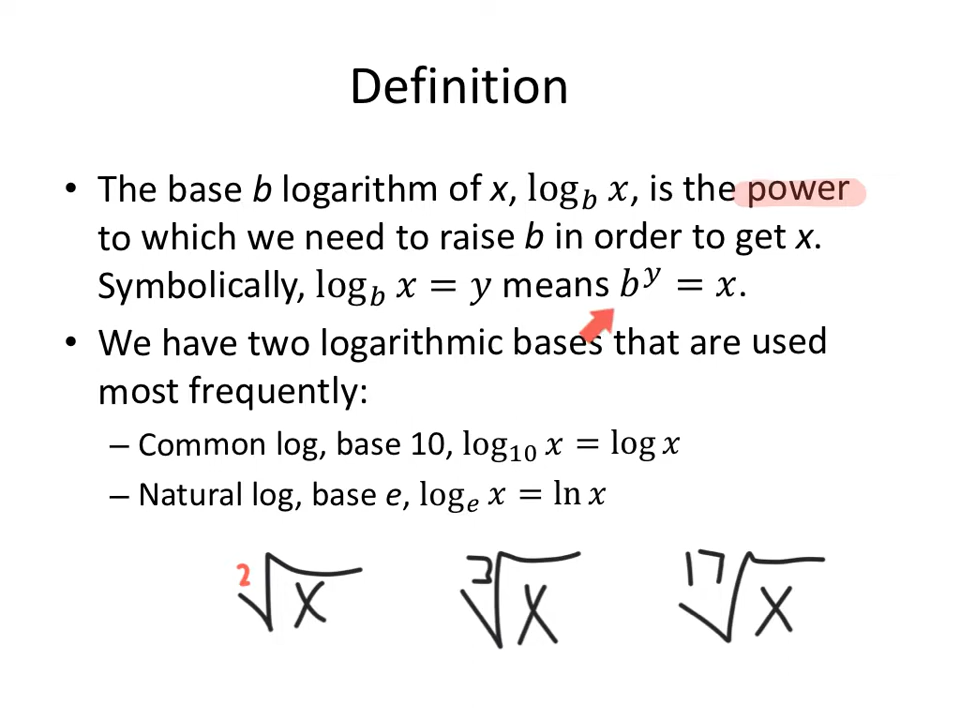 Definition
• The base b logarithm of x, log_b x, is the power
to which we need to raise b in order to get x.
Symbolically, log_b x = y means b^y = x.
• We have two logarithmic bases that are used
most frequently:
– Common log, base 10, log₁₀ x = log x
– Natural log, base e, log_e x = ln x
²√x ³√x ¹⁷√x